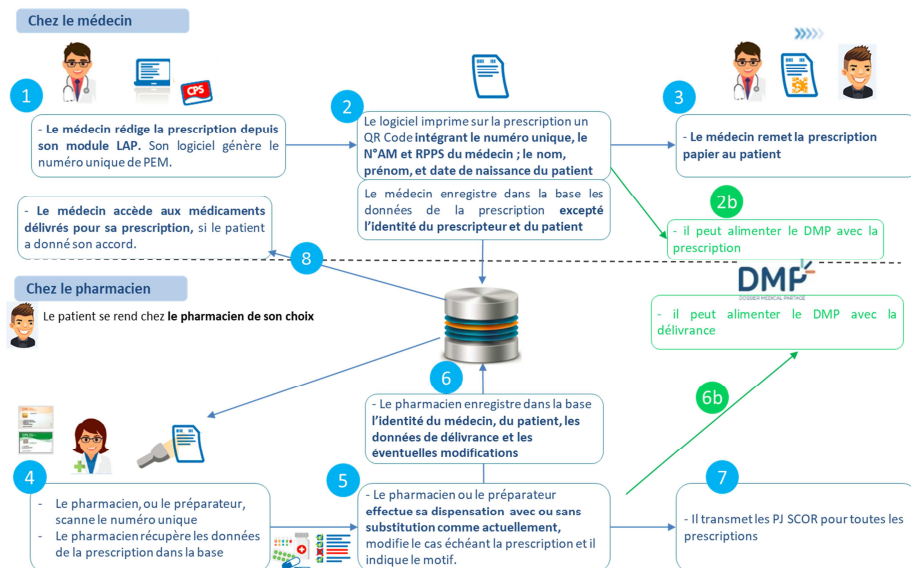 Chez le médecin
1
CPS
- Le médecin rédige la prescription depuis
son module LAP. Son logiciel génère le
numéro unique de PEM.
2
Le logiciel imprime sur la prescription un
QR Code intégrant le numéro unique, le
N°AM et RPPS du médecin ; le nom,
prénom, et date de naissance du patient
Le médecin enregistre dans la base les
données de la prescription excepté
l'identité du prescripteur et du patient
3
- Le médecin remet la prescription
papier au patient
2b
- il peut alimenter le DMP avec la
prescription
- Le médecin accède aux médicaments
délivrés pour sa prescription, si le patient
a donné son accord.
8
Chez le pharmacien
Le patient se rend chez le pharmacien de son choix
DMP
DOSSIER MEDICAL PARTAGÉ
- il peut alimenter le DMP avec la
délivrance
6
- Le pharmacien enregistre dans la base
l'identité du médecin, du patient, les
données de délivrance et les
éventuelles modifications
6b
4
- Le pharmacien, ou le préparateur,
scanne le numéro unique
- Le pharmacien récupère les données
de la prescription dans la base
5
- Le pharmacien ou le préparateur
effectue sa dispensation avec ou sans
substitution comme actuellement,
modifie le cas échéant la prescription et il
indique le motif.
7
- Il transmet les PJ SCOR pour toutes les
prescriptions